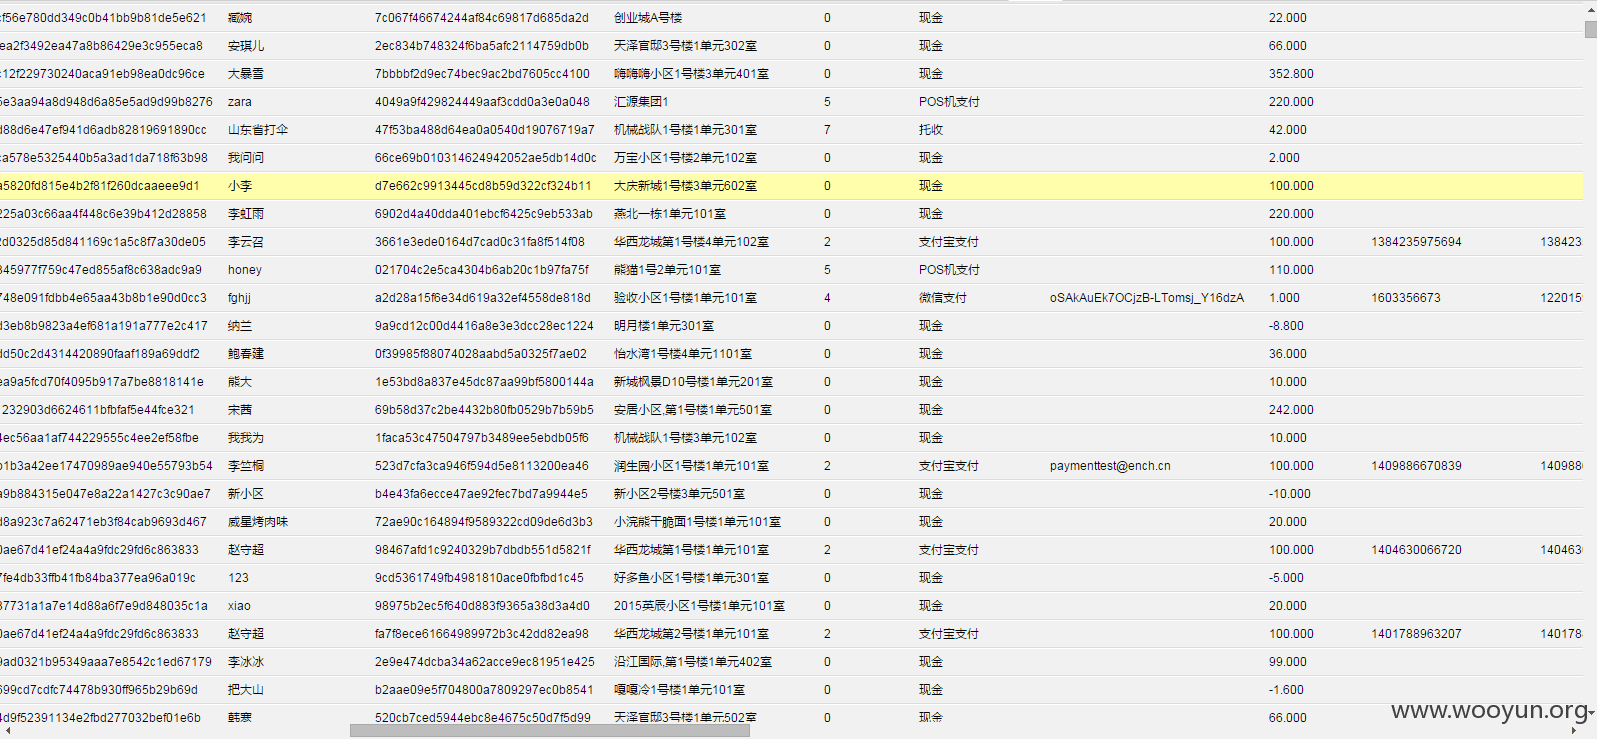 cf56e780dd349c0b41bb9b81de5e621 臧婉 7c067f46674244af84c69817d685da2d 创业城A号楼 0 现金 22.000
ea2f3492ea47a8b86429e3c955eca8 安琪儿 2ec834b748324f6ba5afc2114759db0b 天泽官邸3号楼1单元302室 0 现金 66.000
c12f229730240aca91eb98ea0dc96ce 大暴雪 7bbbbf2d9ec74bec9ac2bd7605cc4100 嗨嗨嗨小区1号楼3单元401室 0 现金 352.800
5e3aa94a8d948d6a85e5ad9d99b8276 zara 4049a9f429824449aaf3cdd0a3e0a048 汇源集团1 5 POS机支付 220.000
d88d6e47ef941d6adb82819691890cc 山东省打伞 47f53ba488d64ea0a0540d19076719a7 机械战队1号楼1单元301室 7 托收 42.000
ca578e5325440b5a3ad1da718f63b98 我问问 66ce69b010314624942052ae5db14d0c 万宝小区1号楼2单元102室 0 现金 2.000
a5820fd815e4b2f81f260dcaaeee9d1 小李 d7e662c9913445cd8b59d322cf324b11 大庆新城1号楼3单元602室 0 现金 100.000
225a03c66aa4f448c6e39b412d28858 李虹雨 6902d4a40dda401ebcf6425c9eb533ab 燕北一栋1单元101室 0 现金 220.000
2d0325d85d841169c1a5c8f7a30de05 李云召 3661e3ede0164d7cad0c31fa8f514f08 华西龙城第1号楼4单元102室 2 支付宝支付 100.000 1384235975694 138423
345977f759c47ed855af8c638adc9a9 honey 021704c2e5ca4304b6ab20c1b97fa75f 熊猫1号2单元101室 5 POS机支付 110.000
748e091fdbb4e65aa43b8b1e90d0cc3 fghjj a2d28a15f6e34d619a32ef4558de818d 验收小区1号楼1单元101室 4 微信支付 oSAkAuEk7OCjzB-LTomsj_Y16dzA 1.000 1603356673 122015
d3eb8b9823a4ef681a191a777e2c417 纳兰 9a9cd12c00d4416a8e3e3dcc28ec1224 明月楼1单元301室 0 现金 -8.800
dd50c2d4314420890faaf189a69ddf2 鲍春建 0f39985f88074028aabd5a0325f7ae02 怡水湾1号楼4单元1101室 0 现金 36.000
ea9a5fcd70f4095b917a7be8818141e 熊大 1e53bd8a837e45dc87aa99bf5800144a 新城枫景D10号楼1单元201室 0 现金 10.000
1232903d6624611bfbfaf5e44fce321 宋茜 69b58d37c2be4432b80fb0529b7b59b5 安居小区,第1号楼1单元501室 0 现金 242.000
4ec56aa1af744229555c4ee2ef58fbe 我我为 1faca53c47504797b3489ee5ebdb05f6 机械战队1号楼3单元102室 0 现金 10.000
b1b3a42ee17470989ae940e55793b54 李竺桐 523d7cfa3ca946f594d5e8113200ea46 润生园小区1号楼1单元101室 2 支付宝支付 paymenttest@ench.cn 100.000 1409886670839 140988
a9b884315e047e8a22a1427c3c90ae7 新小区 b4e43fa6ecce47ae92fec7bd7a9944e5 新小区2号楼3单元501室 0 现金 -10.000
d8a923c7a62471eb3f84cab9693d467 威星烤肉味 72ae90c164894f9589322cd09de6d3b3 小浣熊干脆面1号楼1单元101室 0 现金 20.000
0ae67d41ef24a4a9fdc29fd6c863833 赵守超 98467afd1c9240329b7dbdb551d5821f 华西龙城第1号楼1单元101室 2 支付宝支付 100.000 1404630066720 140463
7fe4db33ffb41fb84ba377ea96a019c 123 9cd5361749fb4981810ace0fbfbd1c45 好多鱼小区1号楼1单元301室 0 现金 -5.000
37731a1a7e14d88a6f7e9d848035c1a xiao 98975b2ec5f640d883f9365a38d3a4d0 2015英辰小区1号楼1单元101室 0 现金 20.000
0ae67d41ef24a4a9fdc29fd6c863833 赵守超 fa7f8ece61664989972b3c42dd82ea98 华西龙城第2号楼1单元101室 2 支付宝支付 100.000 1401788963207 140178
9ad0321b95349aaa7e8542c1ed67179 李冰冰 2e9e474dcba34a62acce9ec81951e425 沿江国际,第1号楼1单元402室 0 现金 99.000
699cd7cdfc74478b930ff965b29b69d 把大山 b2aae09e5f704800a7809297ec0b8541 嘎嘎冷1号楼1单元101室 0 现金 -1.600
4d9f52391134e2fbd277032bef01e6b 韩寒 520cb7ced5944ebc8e4675c50d7f5d99 天泽官邸3号楼1单元502室 0 现金 66.000
www.wooyun.org